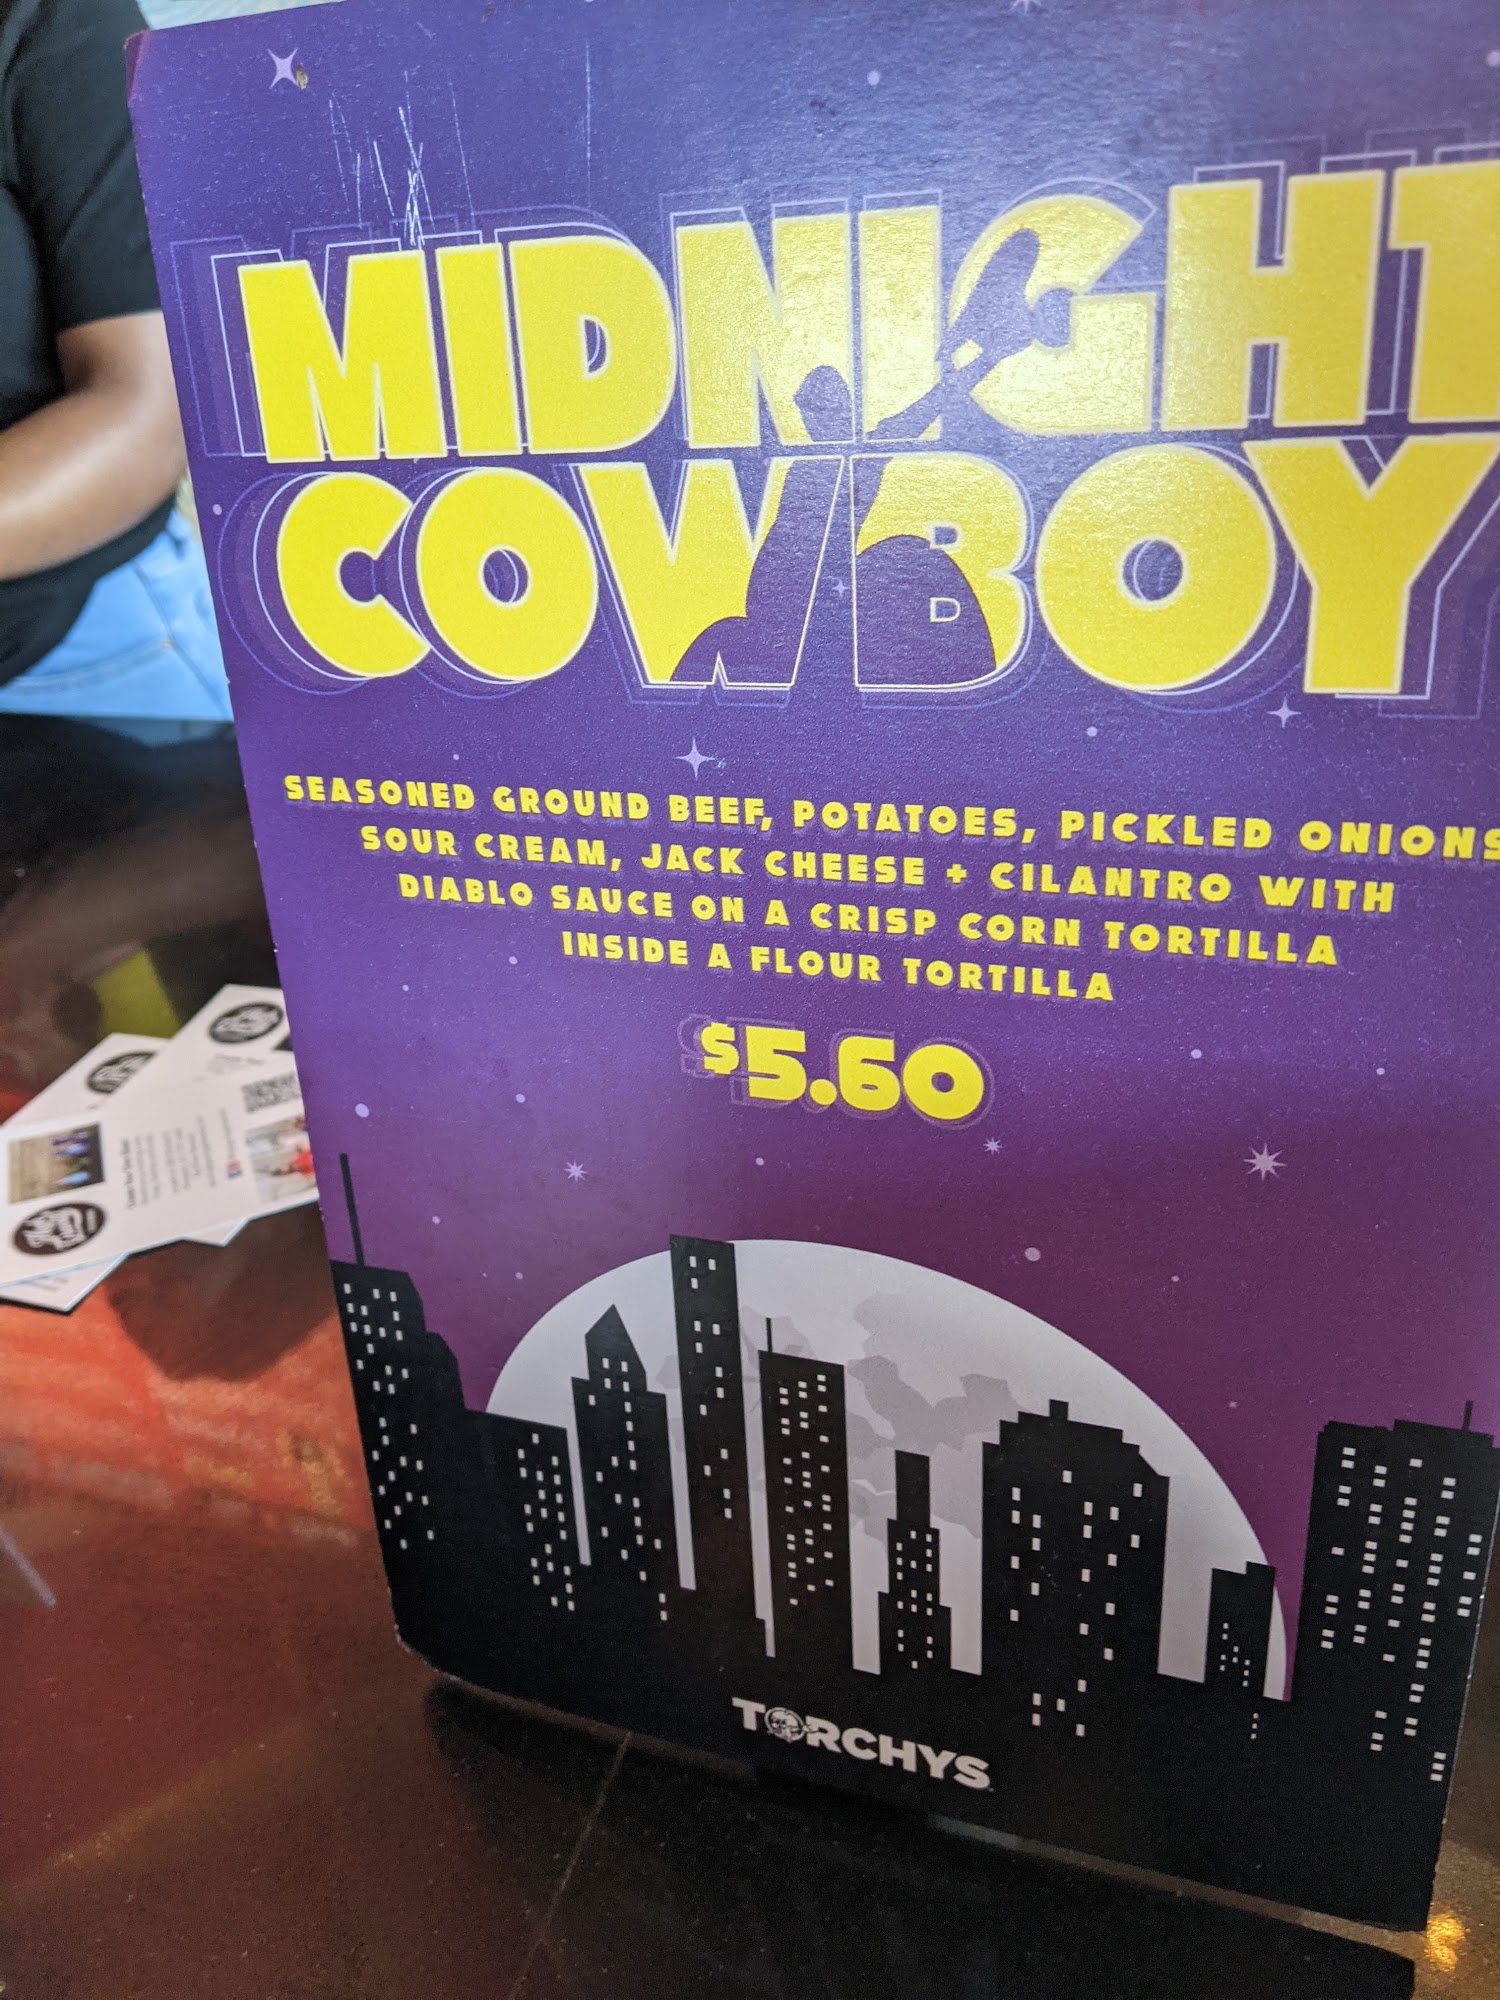 MIDNIGHT
COWBOY
SEASONED GROUND BEEF, POTATOES, PICKLED ONIONS
SOUR CREAM, JACK CHEESE + CILANTRO WITH
DIABLO SAUCE ON A CRISP CORN TORTILLA
INSIDE A FLOUR TORTILLA
$5.60
TORCHYS